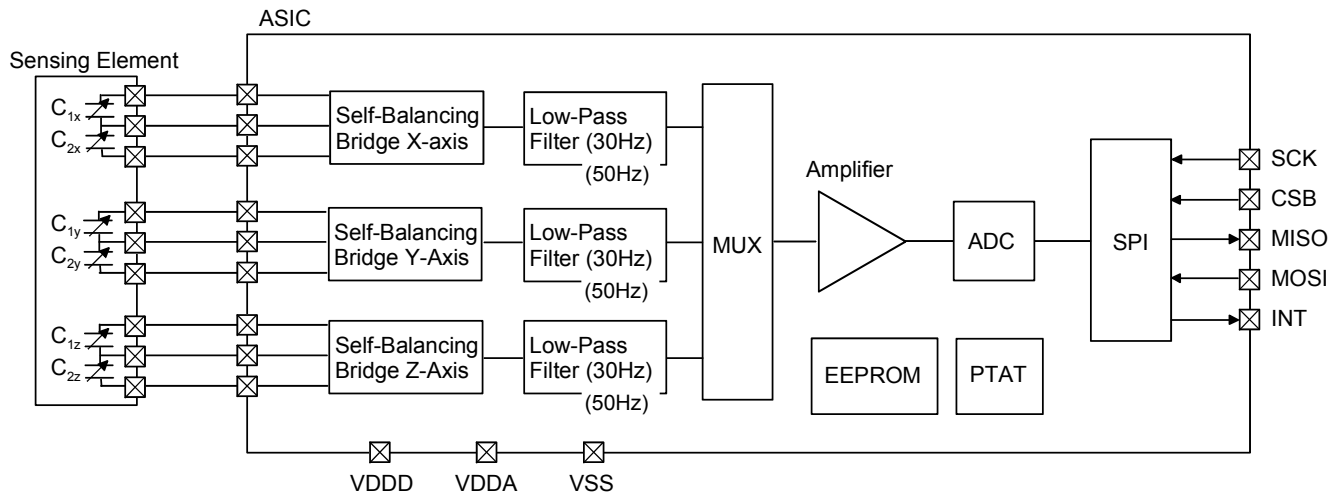 ASIC
Sensing Element
C1x
C2x
Self-Balancing
Bridge X-axis
Low-Pass
Filter (30Hz)
(50Hz)
C1y
C2y
Self-Balancing
Bridge Y-Axis
Low-Pass
Filter (30Hz)
(50Hz)
C1z
C2z
Self-Balancing
Bridge Z-Axis
Low-Pass
Filter (30Hz)
(50Hz)
MUX
Amplifier
ADC
EEPROM
PTAT
SPI
SCK
CSB
MISO
MOSI
INT
VDDD
VDDA
VSS